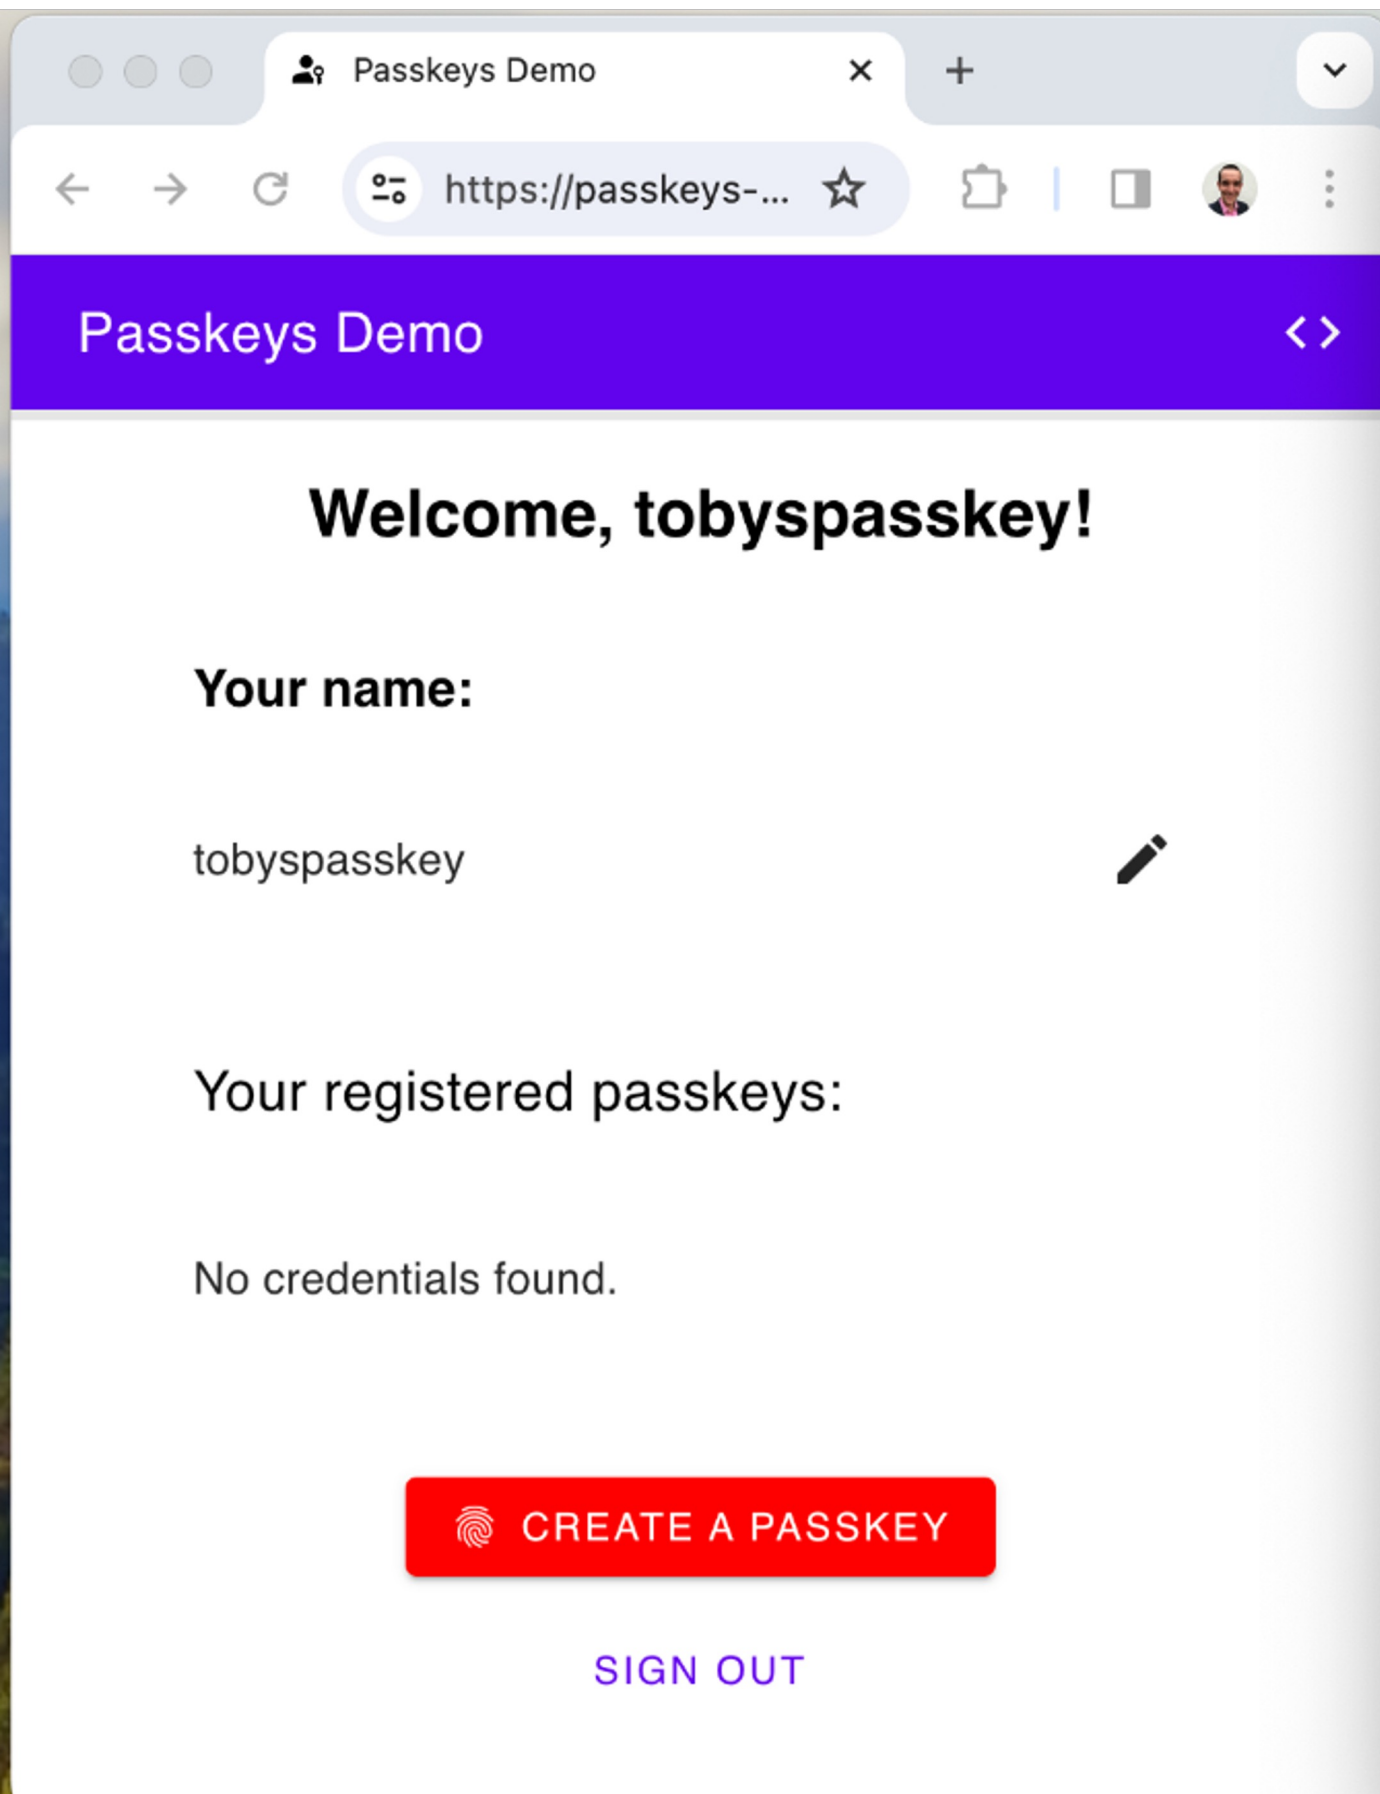 Passkeys Demo
https://passkeys-...
Passkeys Demo
Welcome, tobyspasskey!
Your name:
tobyspasskey
Your registered passkeys:
No credentials found.
CREATE A PASSKEY
SIGN OUT